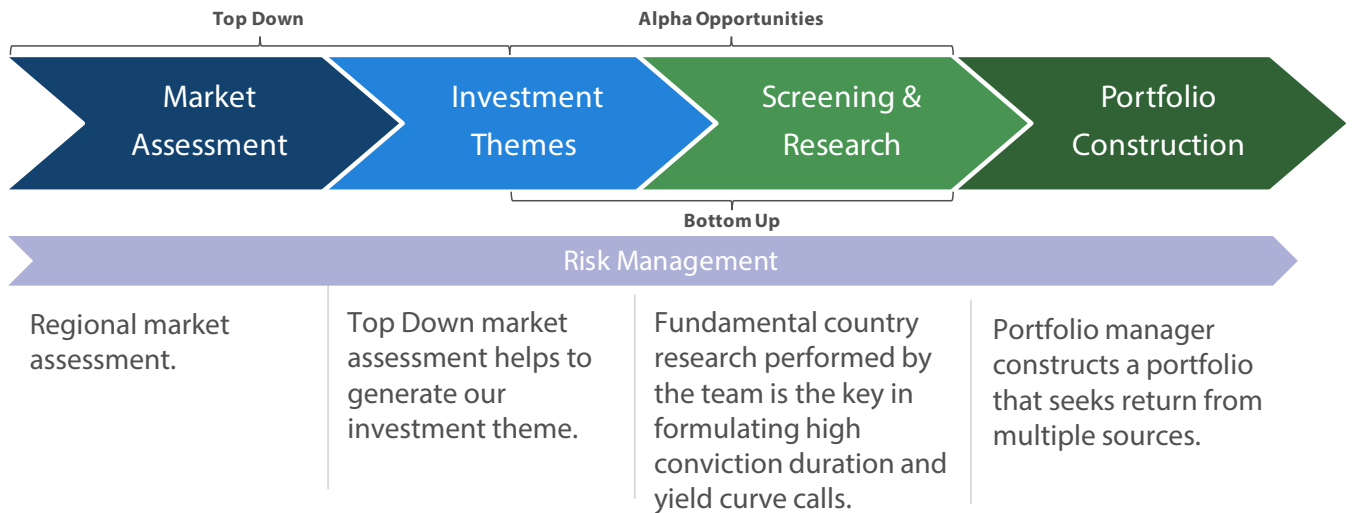 Top Down
Alpha Opportunities
Market
Assessment
Investment
Themes
Screening &
Research
Portfolio
Construction
Bottom Up
Risk Management
Regional market
assessment.
Top Down market
assessment helps to
generate our
investment theme.
Fundamental country
research performed by
the team is the key in
formulating high
conviction duration and
yield curve calls.
Portfolio manager
constructs a portfolio
that seeks return from
multiple sources.